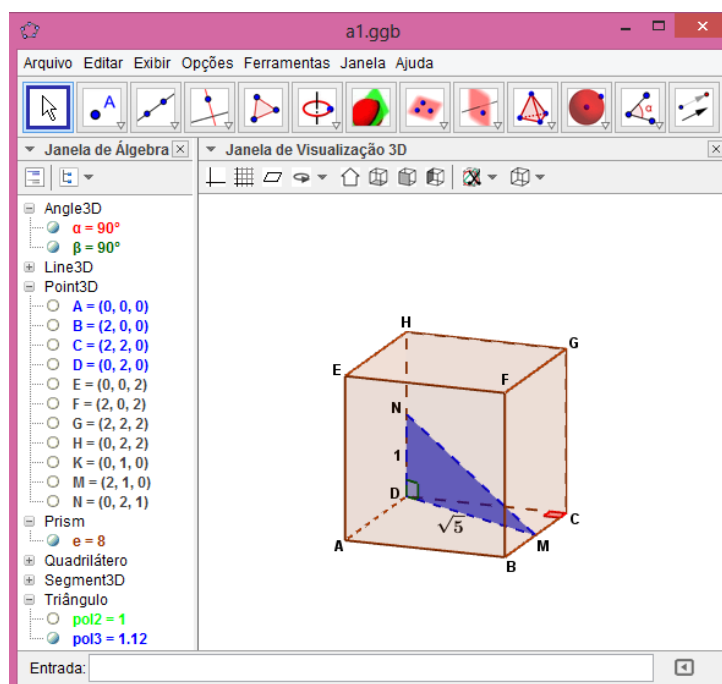 a1.ggb
Arquivo Editar Exibir Opções Ferramentas Janela Ajuda
A
α
Janela de Álgebra
Janela de Visualização 3D
Angle3D
α = 90°
β = 90°
Line3D
Point3D
A = (0, 0, 0)
B = (2, 0, 0)
C = (2, 2, 0)
D = (0, 2, 0)
E = (0, 0, 2)
F = (2, 0, 2)
G = (2, 2, 2)
H = (0, 2, 2)
K = (0, 1, 0)
M = (2, 1, 0)
N = (0, 2, 1)
Prism
e = 8
Quadrilátero
Segment3D
Triângulo
pol2 = 1
pol3 = 1.12
H
G
E
F
N
1
D
√5
C
A
M
B
Entrada: